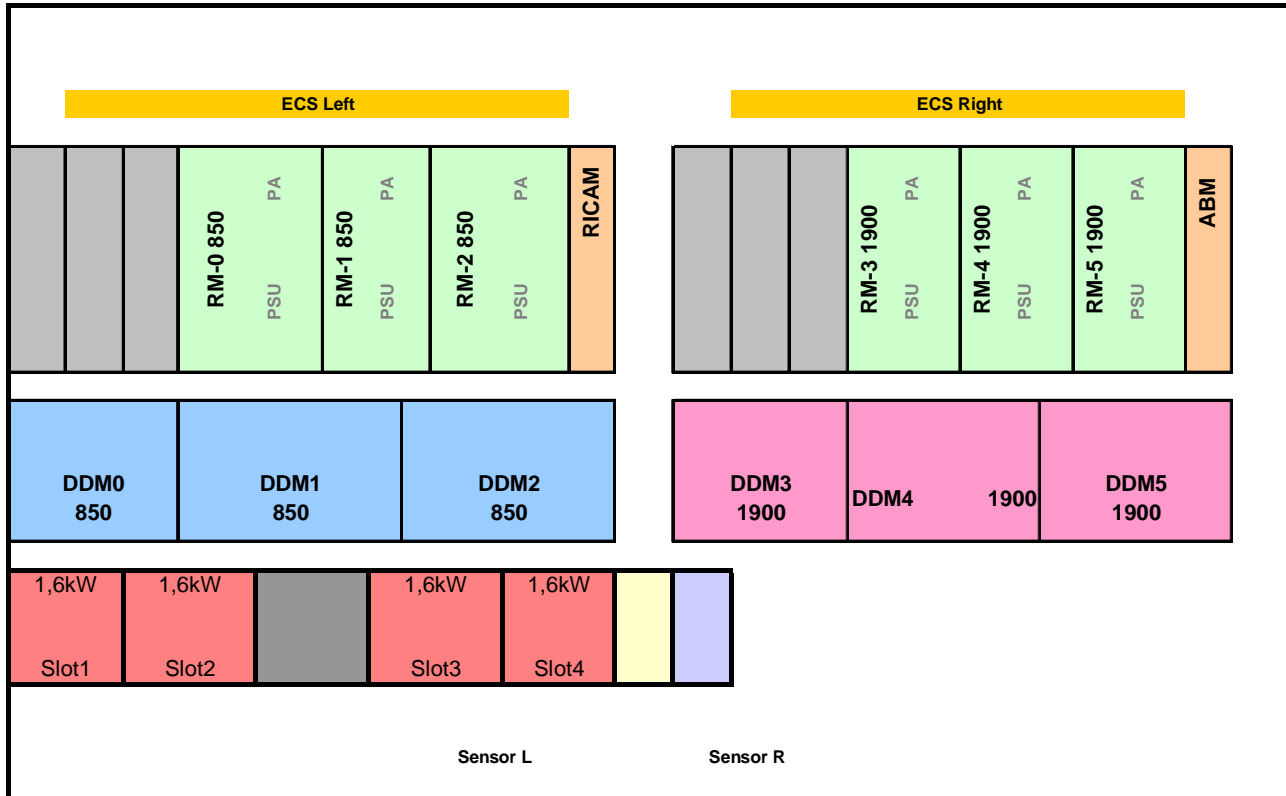 ECS Left
ECS Right
RM-0 850
PA
PSU
RM-1 850
PA
PSU
RM-2 850
PA
PSU
RICAM
RM-3 1900
PA
PSU
RM-4 1900
PA
PSU
RM-5 1900
PA
PSU
ABM
DDM0
850
DDM1
850
DDM2
850
DDM3
1900
DDM4 1900
DDM5
1900
1,6kW
Slot1
1,6kW
Slot2
1,6kW
Slot3
1,6kW
Slot4
Sensor L
Sensor R